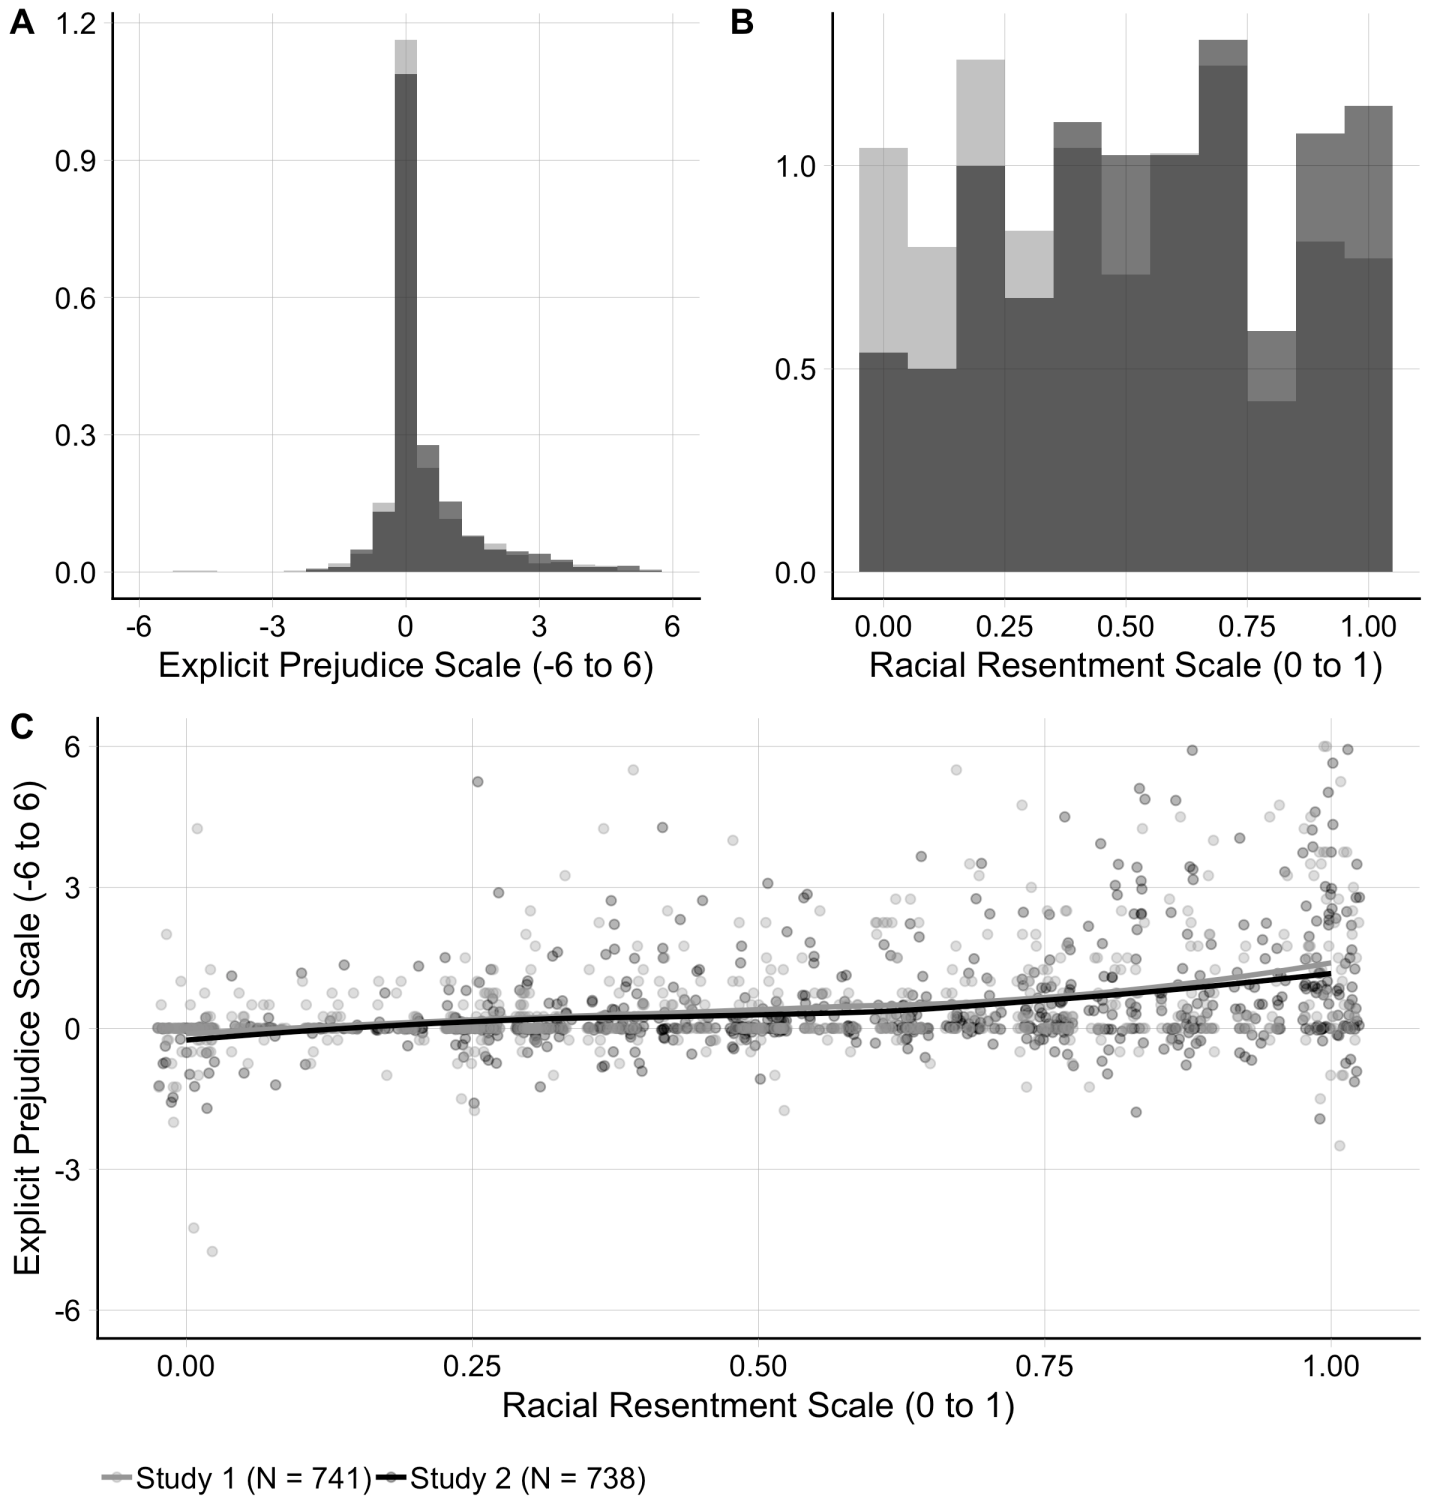 A
1.2
0.9
0.6
0.3
0.0
-6 -3 0 3 6
Explicit Prejudice Scale (-6 to 6)
B
1.0
0.5
0.0
0.00 0.25 0.50 0.75 1.00
Racial Resentment Scale (0 to 1)
C
6
3
0
-3
-6
Explicit Prejudice Scale (-6 to 6)
0.00 0.25 0.50 0.75 1.00
Racial Resentment Scale (0 to 1)
Study 1 (N = 741) Study 2 (N = 738)